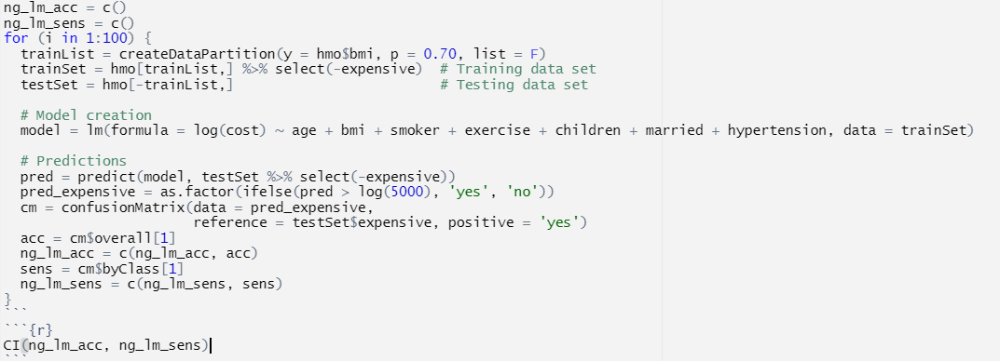 ng_lm_acc = c()
ng_lm_sens = c()
for (i in 1:100) {
  trainList = createDataPartition(y = hmo$bmi, p = 0.70, list = F)
  trainSet = hmo[trainList,] %>% select(-expensive)  # Training data set
  testSet = hmo[-trainList,]                         # Testing data set

  # Model creation
  model = lm(formula = log(cost) ~ age + bmi + smoker + exercise + children + married + hypertension, data = trainSet)

  # Predictions
  pred = predict(model, testSet %>% select(-expensive))
  pred_expensive = as.factor(ifelse(pred > log(5000), 'yes', 'no'))
  cm = confusionMatrix(data = pred_expensive,
                       reference = testSet$expensive, positive = 'yes')
  acc = cm$overall[1]
  ng_lm_acc = c(ng_lm_acc, acc)
  sens = cm$byClass[1]
  ng_lm_sens = c(ng_lm_sens, sens)
}
```
```{r}
CI(ng_lm_acc, ng_lm_sens)
```